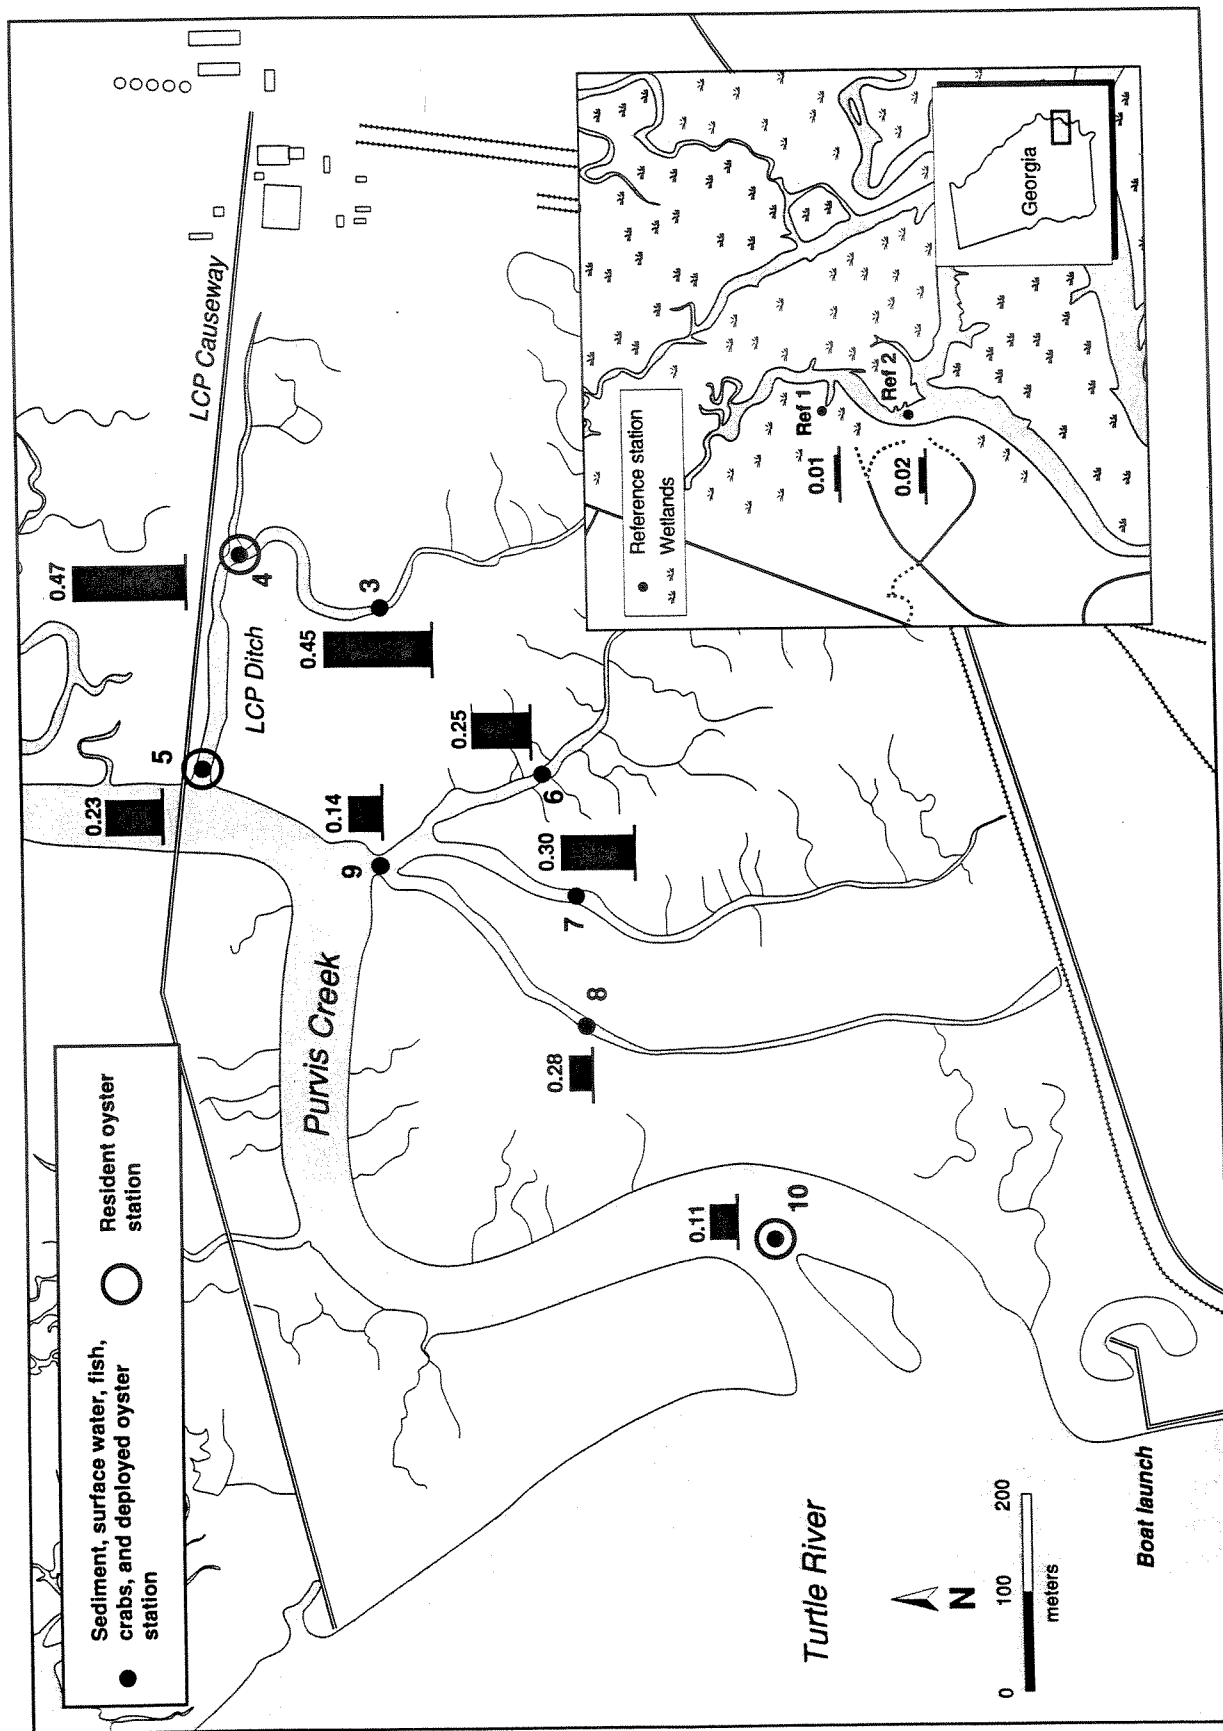 Sediment, surface water, fish,
crabs, and deployed oyster
station
Resident oyster
station
LCP Causeway
LCP Ditch
Purvis Creek
Turtle River
Boat launch
0.47
4
0.45
3
0.23
5
0.14
9
0.25
6
0.30
7
0.28
8
0.11
10
N
0
100
200
meters
Reference station
Wetlands
Ref 1
0.01
Ref 2
0.02
Georgia